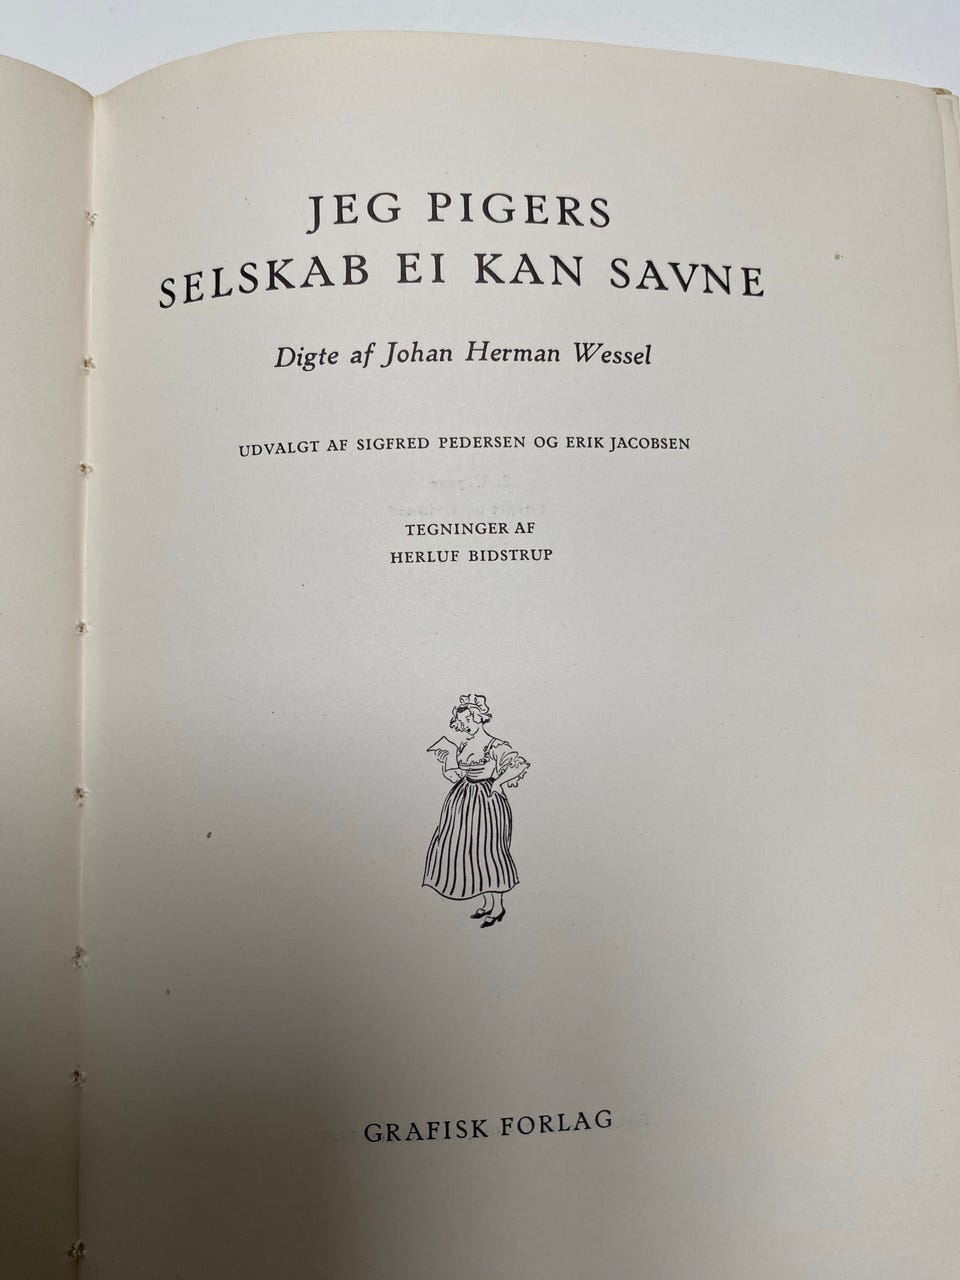 JEG PIGERS
SELSKAB EI KAN SAVNE
Digte af Johan Herman Wessel
UDVALGT AF SIGFRED PEDERSEN OG ERIK JACOBSEN
TEGNINGER AF
HERLUF BIDSTRUP
GRAFISK FORLAG